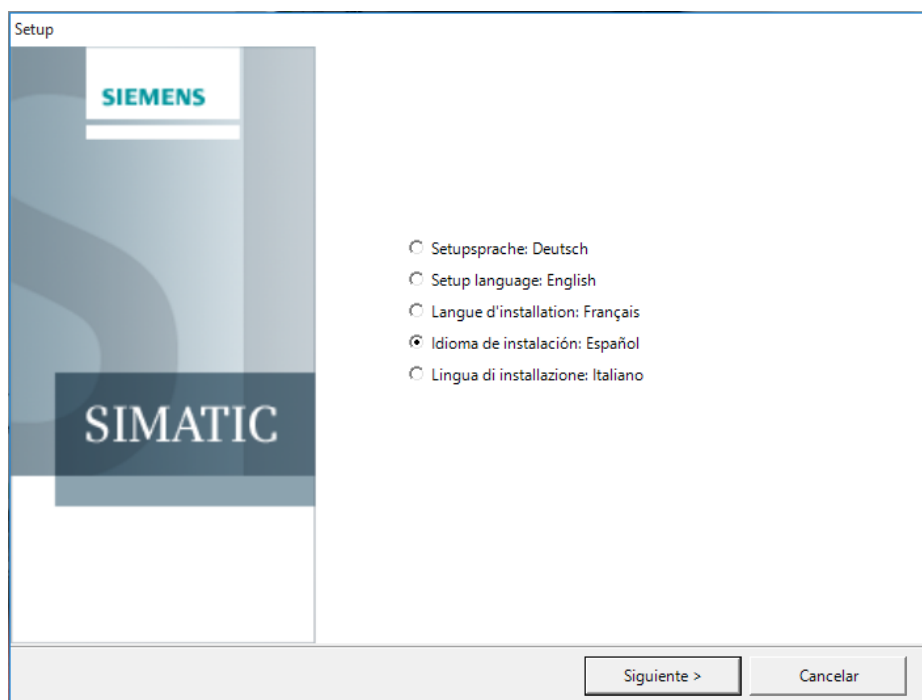 Setup
SIEMENS
SIMATIC
Setupsprache: Deutsch
Setup language: English
Langue d'installation: Français
Idioma de instalación: Español
Lingua di installazione: Italiano
Siguiente >
Cancelar